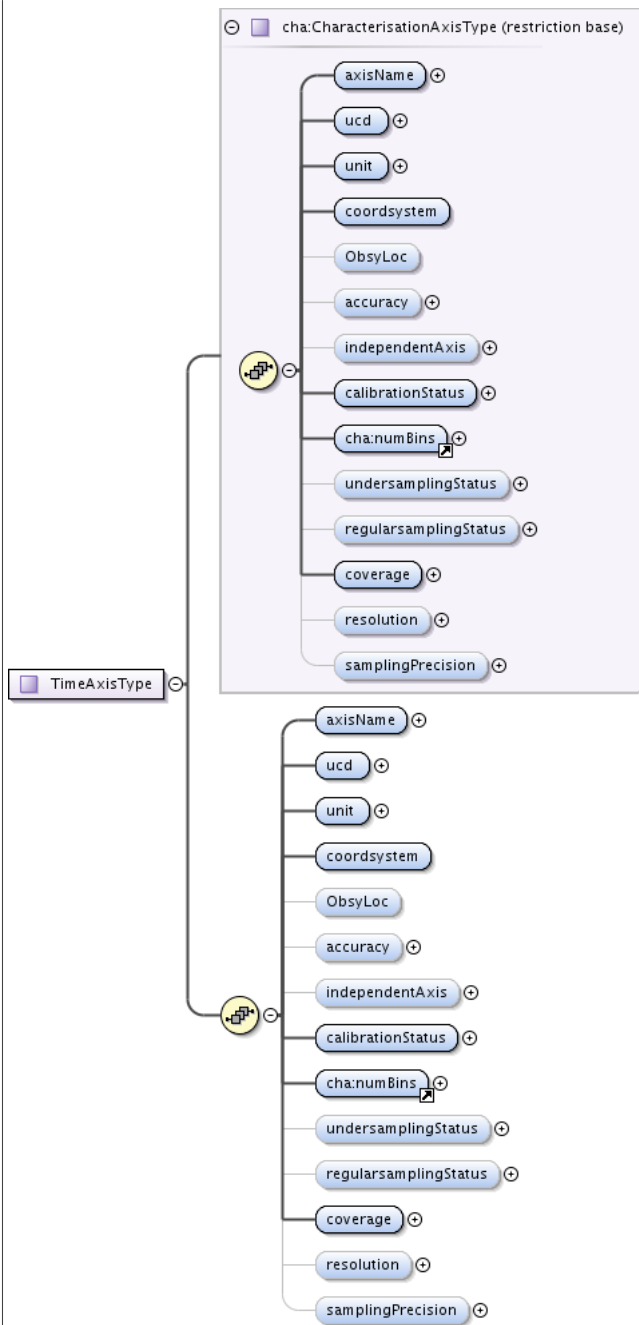 cha:CharacterisationAxisType (restriction base)
axisName
ucd
unit
coordsystem
ObsyLoc
accuracy
independentAxis
calibrationStatus
cha:numBins
undersamplingStatus
regularsamplingStatus
coverage
resolution
samplingPrecision
TimeAxisType
axisName
ucd
unit
coordsystem
ObsyLoc
accuracy
independentAxis
calibrationStatus
cha:numBins
undersamplingStatus
regularsamplingStatus
coverage
resolution
samplingPrecision